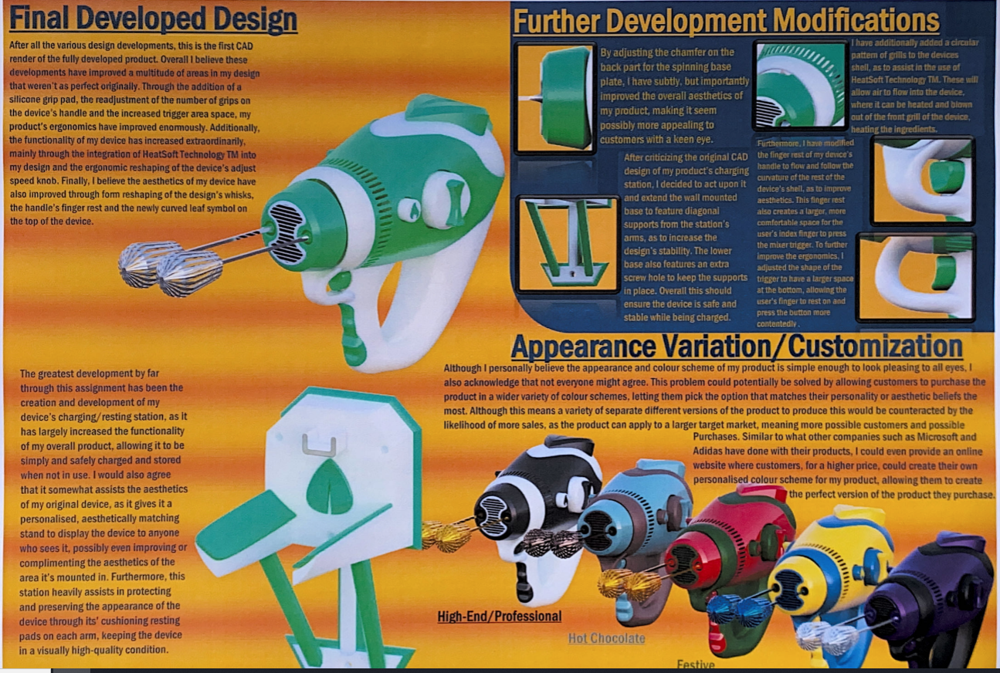 Final Developed Design
After all the various design developments, this is the first CAD
render of the fully developed product. Overall I believe these
developments have improved a multitude of areas in my design
that weren't as perfect originally. Through the addition of a
silicone grip pad, the readjustment of the number of grips on
the device's handle and the increased trigger area space, my
product's ergonomics have improved enormously. Additionally,
the functionality of my device has increased extraordinarily,
mainly through the integration of HeatSoft Technology TM into
my design and the ergonomic reshaping of the device's adjust
speed knob. Finally, I believe the aesthetics of my device have
also improved through form reshaping of the design's whisks,
the handle's finger rest and the newly curved leaf symbol on
the top of the device.
The greatest development by far
through this assignment has been the
creation and development of my
device's charging/resting station, as it
has largely increased the functionality
of my overall product, allowing it to be
simply and safely charged and stored
when not in use. I would also agree
that it somewhat assists the aesthetics
of my original device, as it gives it a
personalised, aesthetically matching
stand to display the device to anyone
who sees it, possibly even improving or
complimenting the aesthetics of the
area it's mounted in. Furthermore, this
station heavily assists in protecting
and preserving the appearance of the
device through its' cushioning resting
pads on each arm, keeping the device
in a visually high-quality condition.
Further Development Modifications
By adjusting the chamfer on the
back part for the spinning base
plate, I have subtly, but importantly
improved the overall aesthetics of
my product, making it seem
possibly more appealing to
customers with a keen eye.
After criticizing the original CAD
design of my product's charging
station, I decided to act upon it
and extend the wall mounted
base to feature diagonal
supports from the station's
arms, as to increase the
design's stability. The lower
base also features an extra
screw hole to keep the supports
in place. Overall this should
ensure the device is safe and
stable while being charged.
I have additionally added a circular
pattern of grills to the devices
shell, as to assist in the use of
HeatSoft Technology TM. These will
allow air to flow into the device,
where it can be heated and blown
out of the front grill of the device,
heating the ingredients.
Furthermore, I have modified
the finger rest of my device's
handle to flow and follow the
curvature of the rest of the
device's shell, as to improve
aesthetics. This finger rest
also creates a larger, more
comfortable space for the
user's index finger to press
the mixer trigger. To further
improve the ergonomics, I
adjusted the shape of the
trigger to have a larger space
at the bottom, allowing the
user's finger to rest on and
press the button more
contentedly.
Appearance Variation/Customization
Although I personally believe the appearance and colour scheme of my product is simple enough to look pleasing to all eyes, I
also acknowledge that not everyone might agree. This problem could potentially be solved by allowing customers to purchase the
product in a wider variety of colour schemes, letting them pick the option that matches their personality or aesthetic beliefs the
most. Although this means a variety of separate different versions of the product to produce this would be counteracted by the
likelihood of more sales, as the product can apply to a larger target market, meaning more possible customers and possible
Purchases. Similar to what other companies such as Microsoft and
Adidas have done with their products, I could even provide an online
website where customers, for a higher price, could create their own
personalised colour scheme for my product, allowing them to create
the perfect version of the product they purchase.
High-End/Professional
Hot Chocolate
Festive